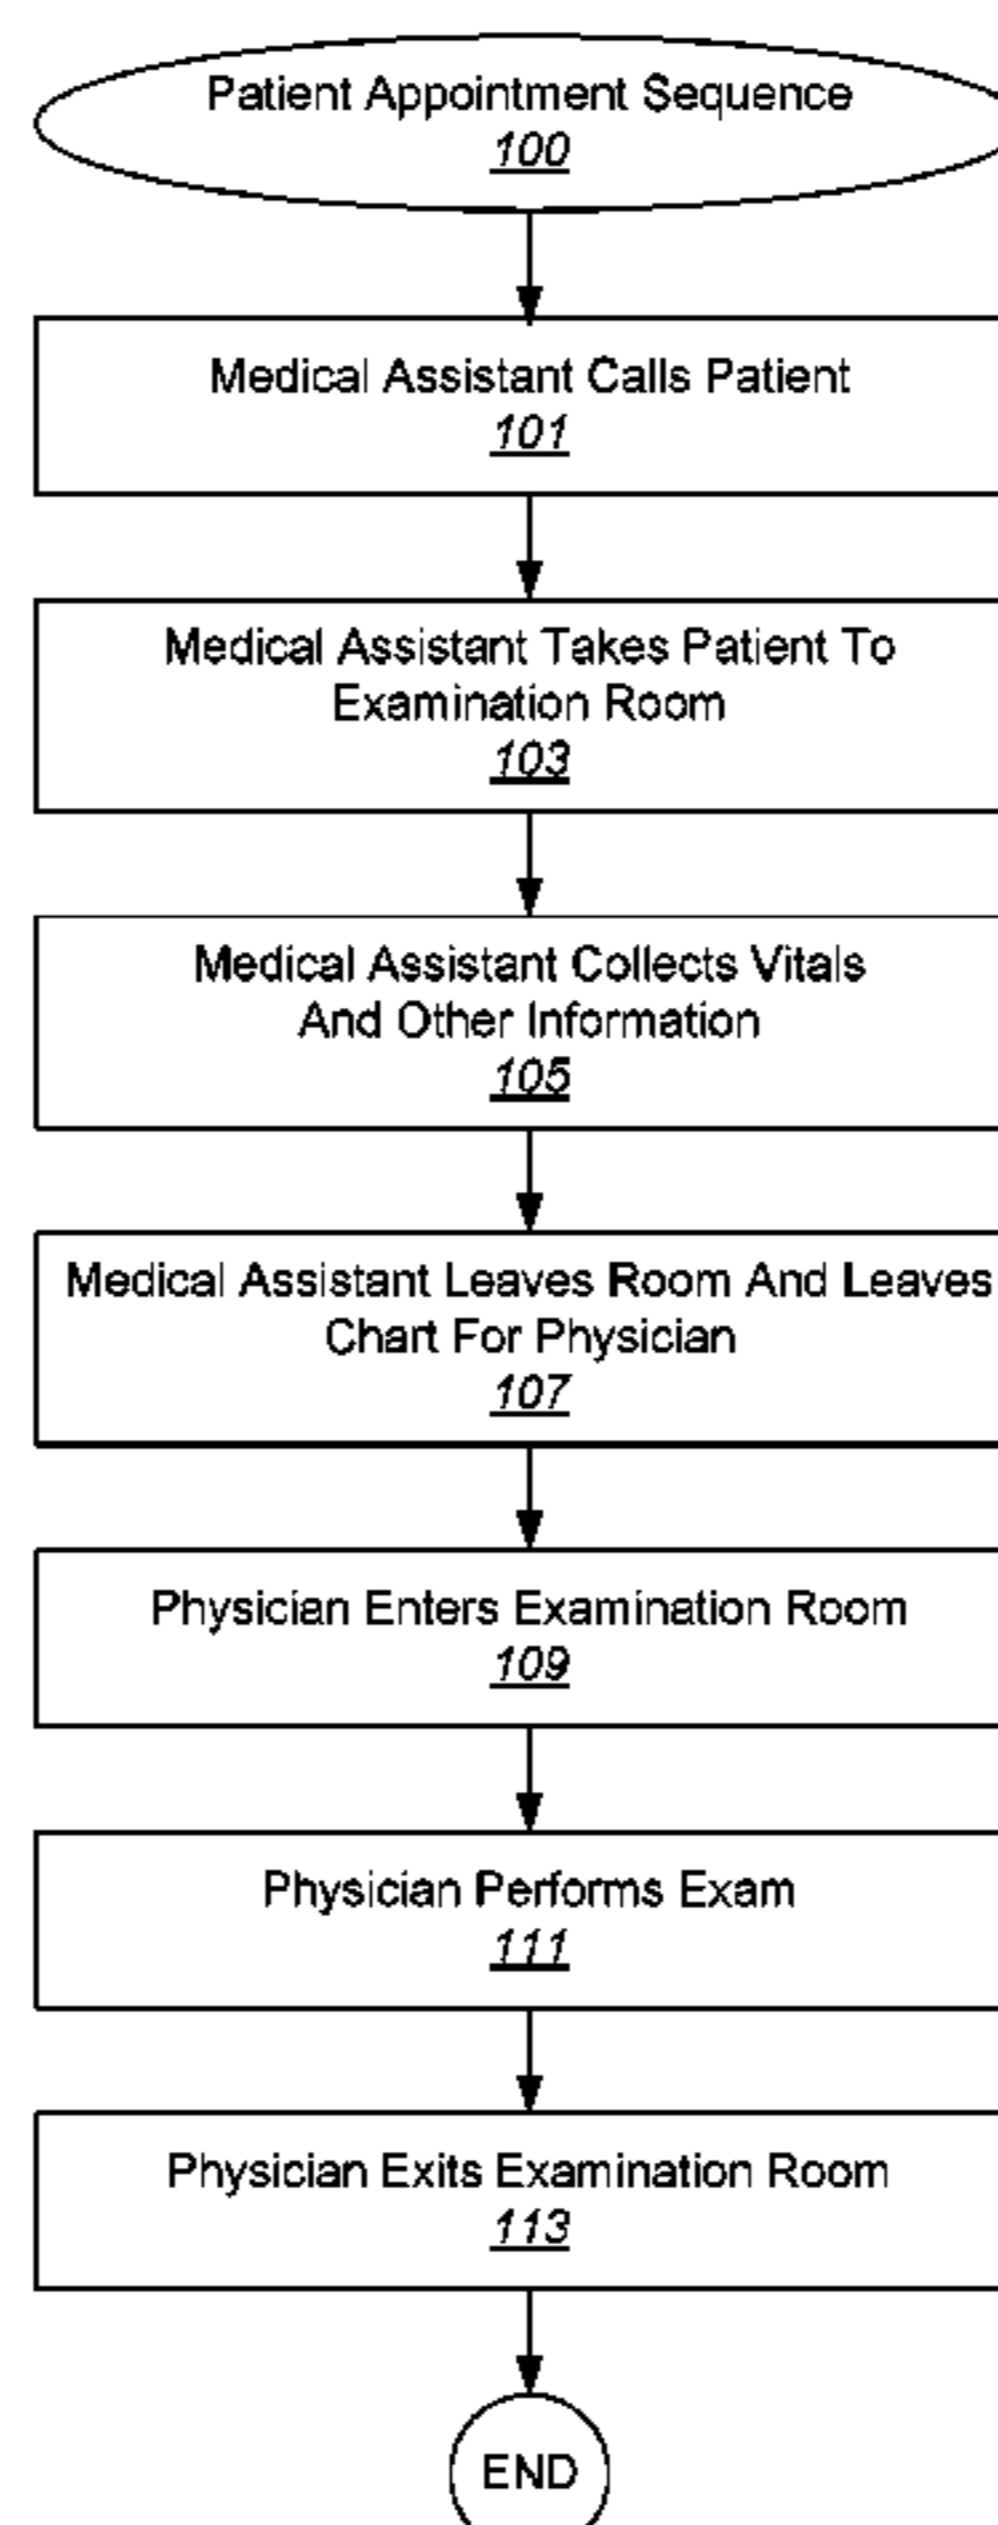 Patient Appointment Sequence
100
Medical Assistant Calls Patient
101
Medical Assistant Takes Patient To
Examination Room
103
Medical Assistant Collects Vitals
And Other Information
105
Medical Assistant Leaves Room And Leaves
Chart For Physician
107
Physician Enters Examination Room
109
Physician Performs Exam
111
Physician Exits Examination Room
113
END